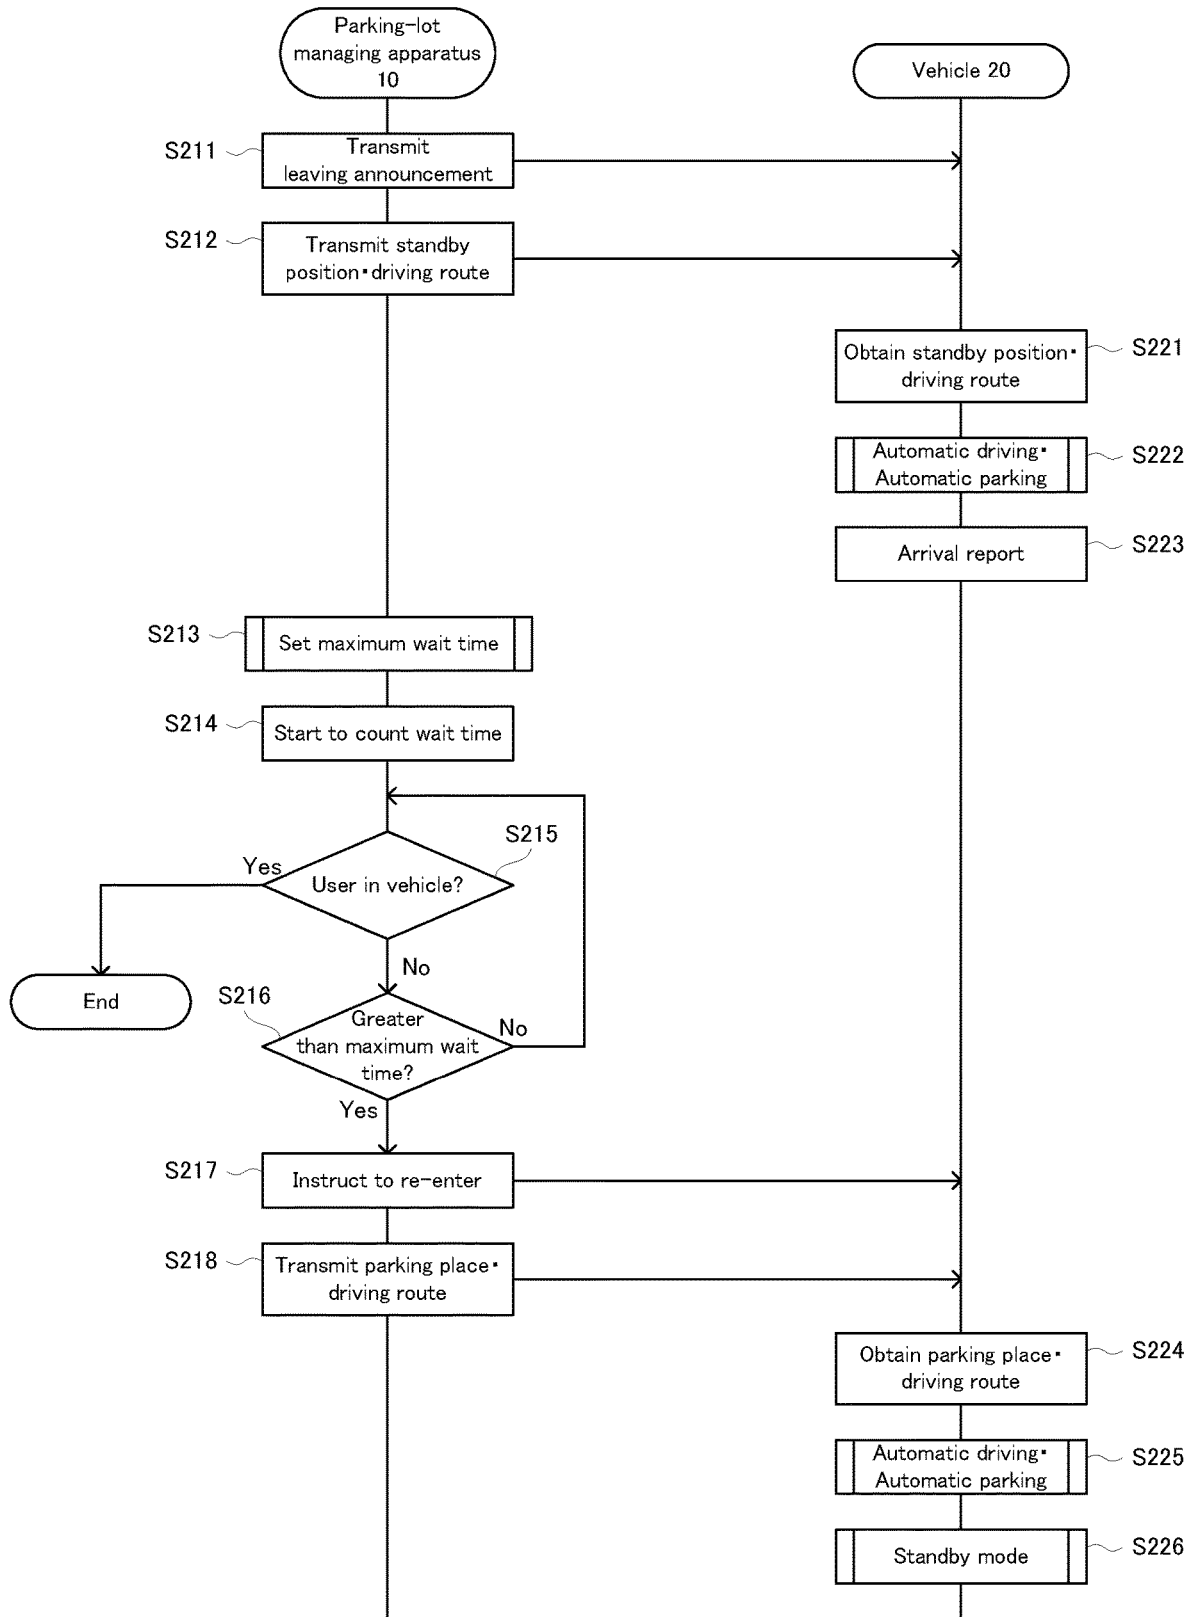 Parking-lot
managing apparatus
10
Vehicle 20
S211
Transmit
leaving announcement
S212
Transmit standby
position・driving route
Obtain standby position・
driving route
S221
Automatic driving・
Automatic parking
S222
Arrival report
S223
S213
Set maximum wait time
S214
Start to count wait time
S215
Yes
User in vehicle?
No
End
S216
Greater
than maximum wait
time?
No
Yes
S217
Instruct to re-enter
S218
Transmit parking place・
driving route
Obtain parking place・
driving route
S224
Automatic driving・
Automatic parking
S225
Standby mode
S226